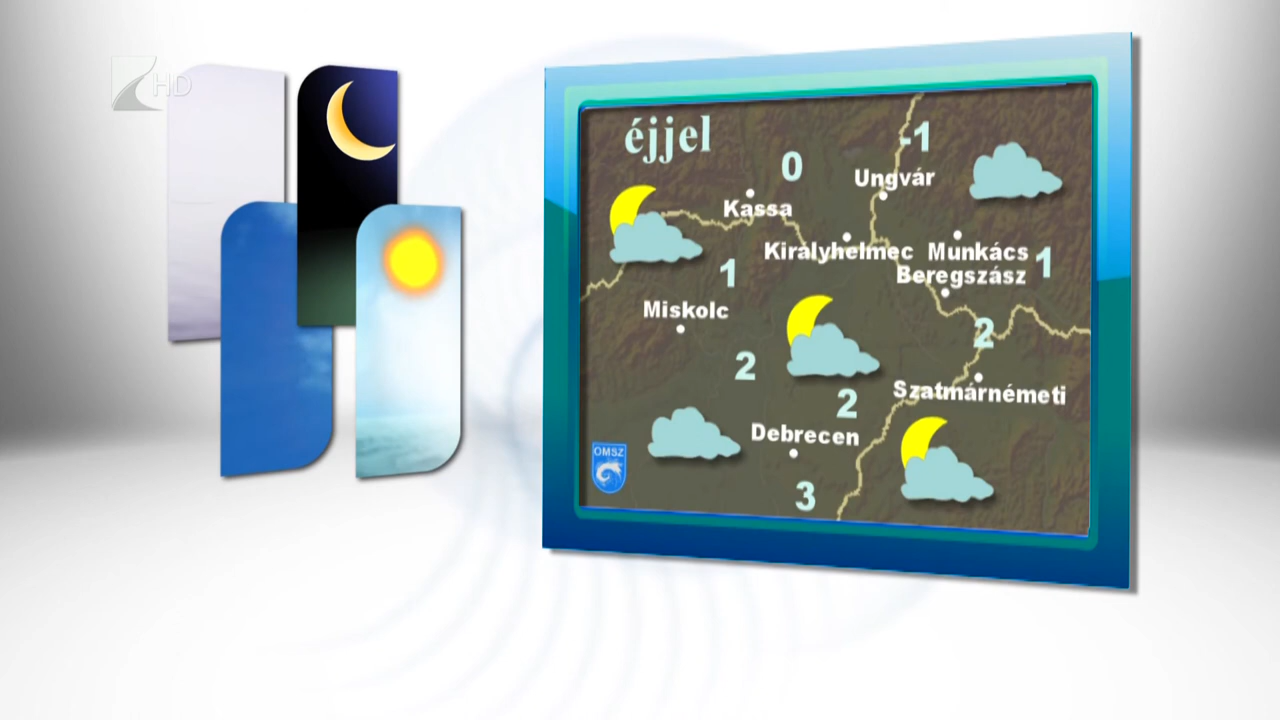 HD
éjjel
-1
0
Ungvár
Kassa
Királyhelmec
Munkács
1
Beregszász
1
Miskolc
2
2
Szatmárnémeti
2
Debrecen
OMSZ
3